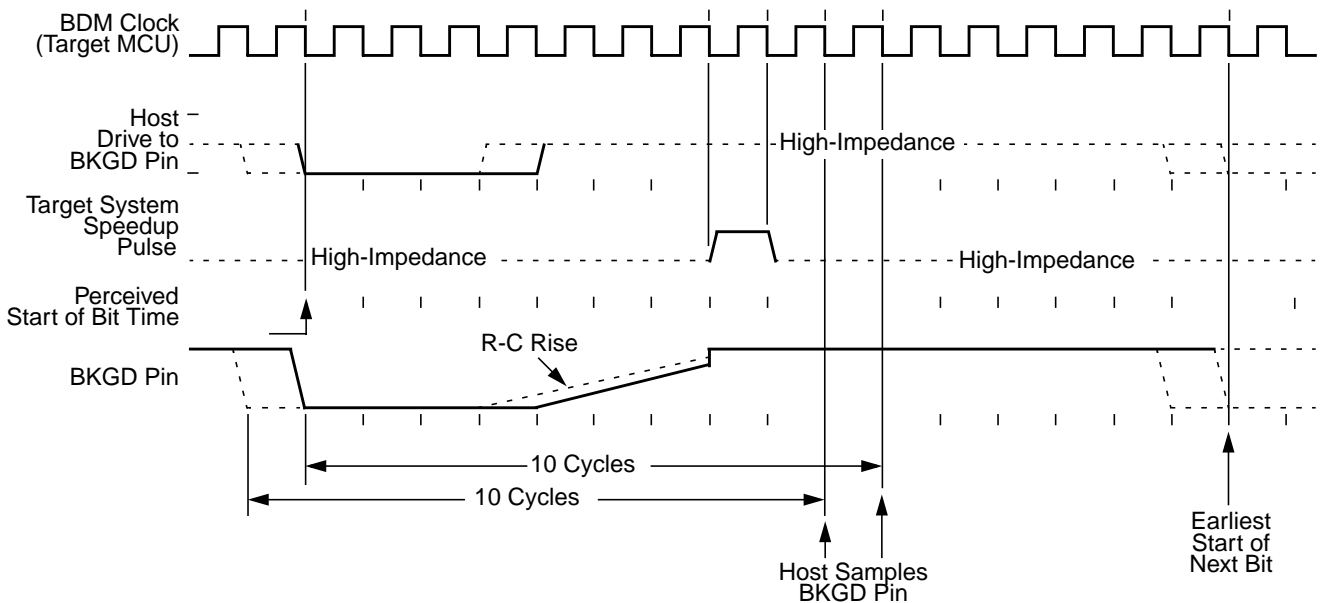 BDM Clock
(Target MCU)
Host
Drive to
BKGD Pin
High-Impedance
Target System
Speedup
Pulse
High-Impedance
High-Impedance
Perceived
Start of Bit Time
R-C Rise
BKGD Pin
10 Cycles
10 Cycles
Earliest
Start of
Next Bit
Host Samples
BKGD Pin